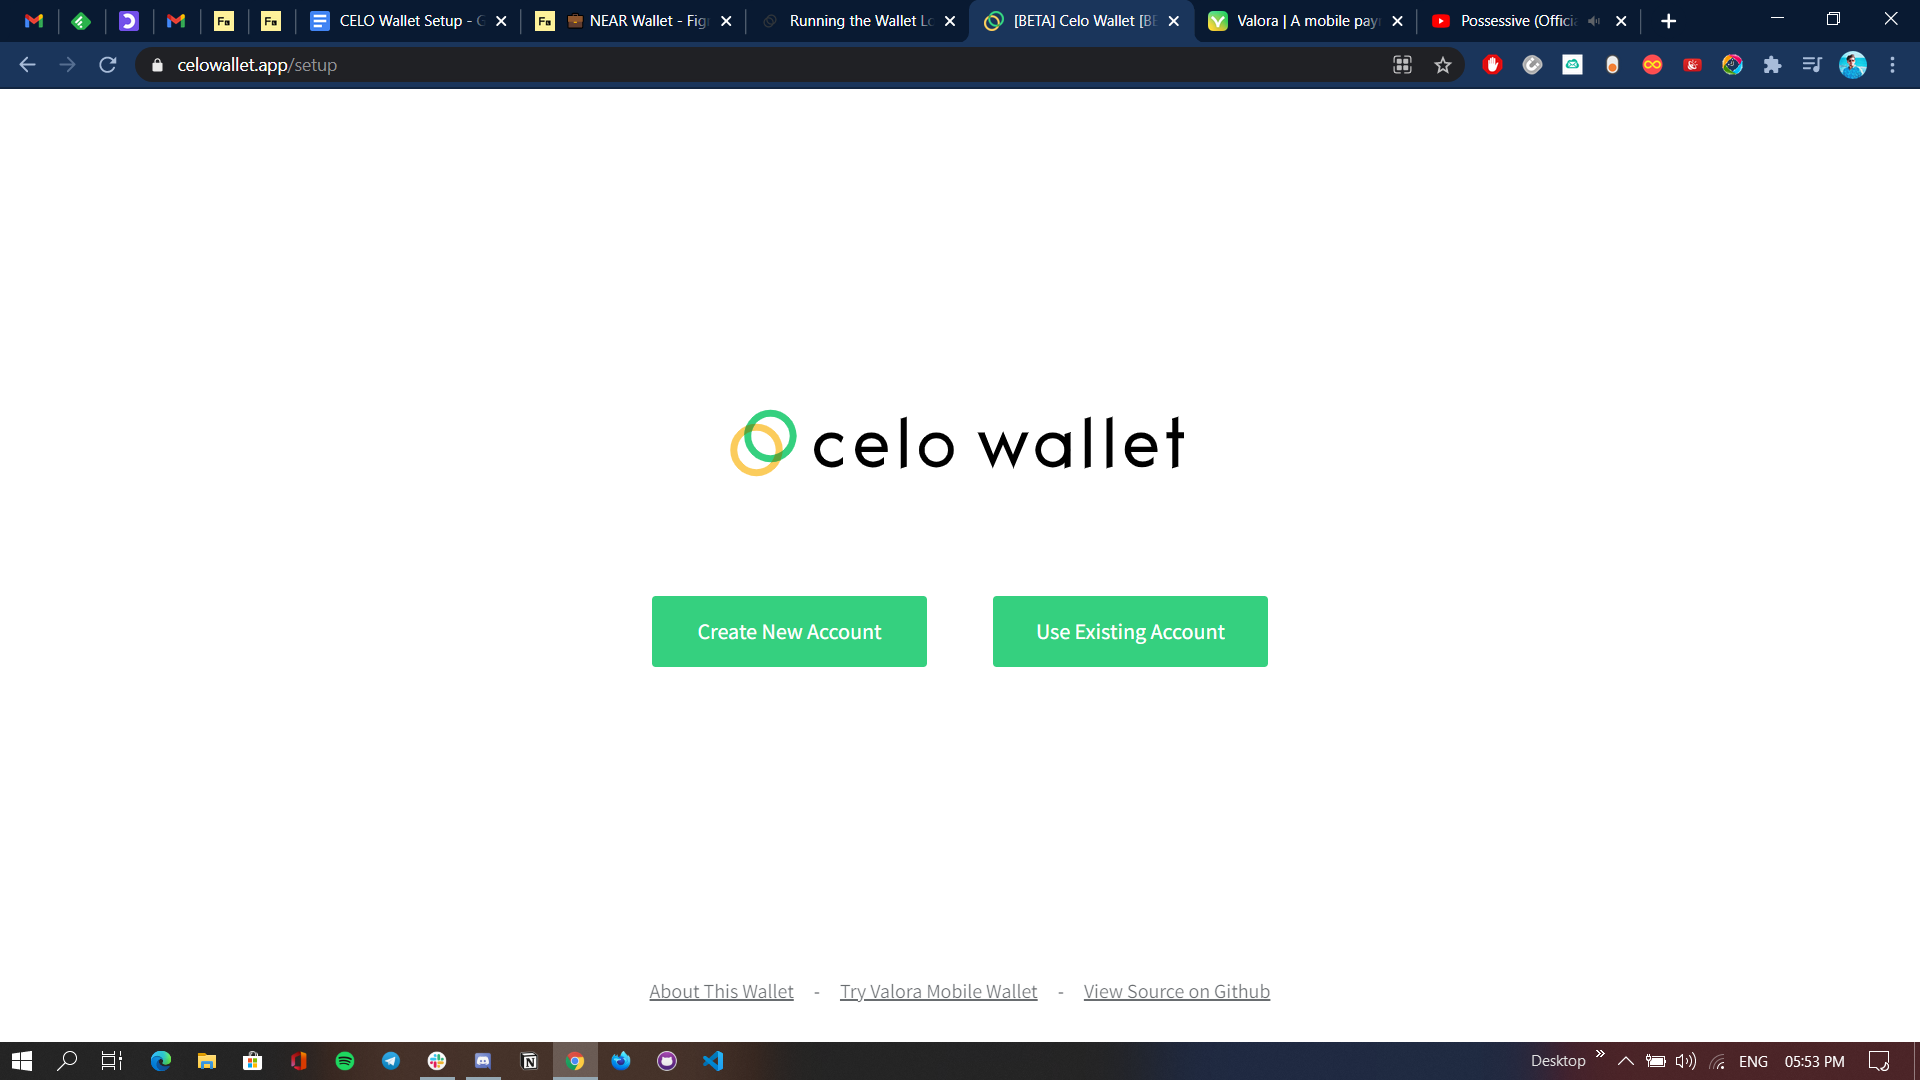 CELO Wallet Setup - G
NEAR Wallet - Fig
Running the Wallet Lo
[BETA] Celo Wallet [BE
Valora | A mobile pay
Possessive (Officia
celowallet.app/setup
celo wallet
Create New Account
Use Existing Account
About This Wallet - Try Valora Mobile Wallet - View Source on Github
Desktop
ENG
05:53 PM